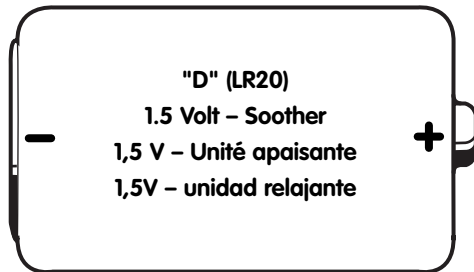 "D" (LR20)
1.5 Volt – Soother
1,5 V – Unité apaisante
1,5V – unidad relajante
– +